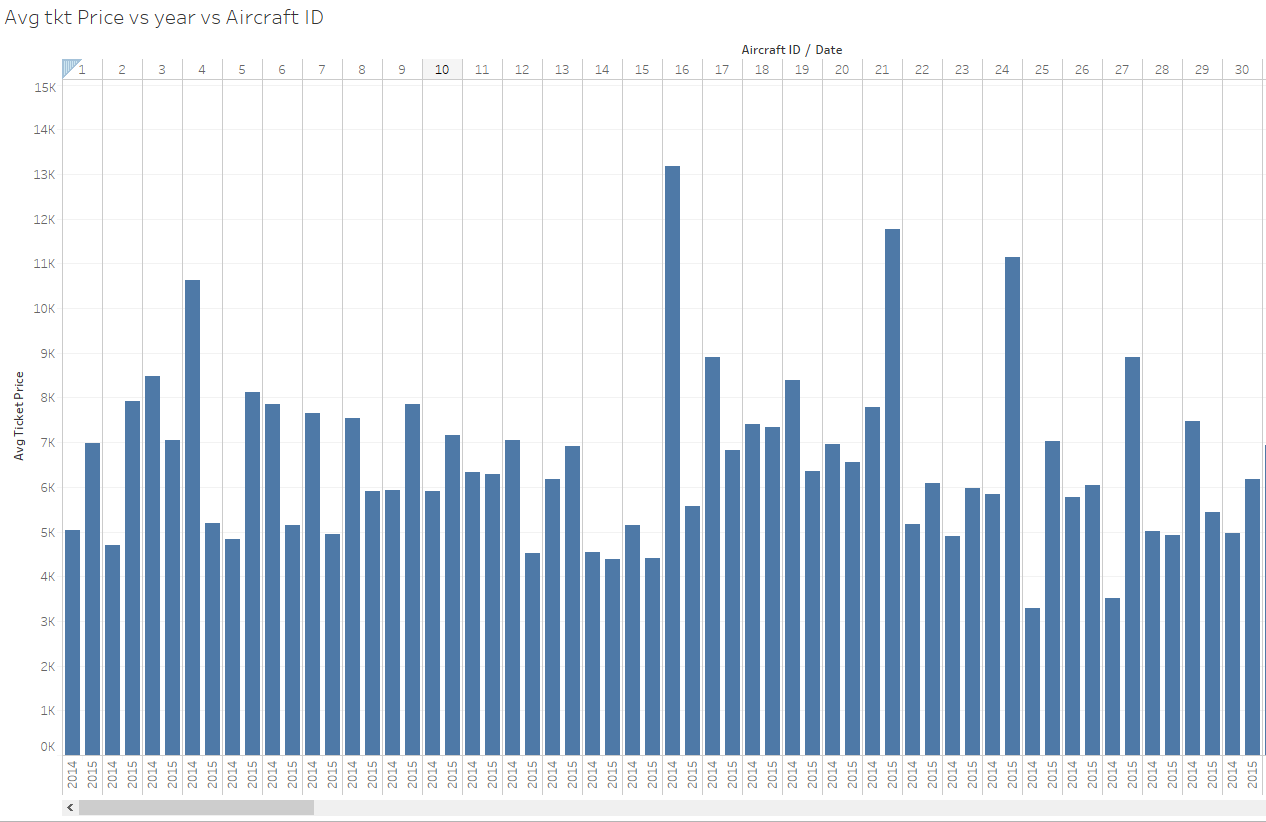 Avg tkt Price vs year vs Aircraft ID
Aircraft ID / Date
1 2 3 4 5 6 7 8 9 10 11 12 13 14 15 16 17 18 19 20 21 22 23 24 25 26 27 28 29 30
15K
14K
13K
12K
11K
10K
9K
8K
7K
6K
5K
4K
3K
2K
1K
0K
Avg Ticket Price
2014 2015 2014 2015 2014 2015 2014 2015 2014 2015 2014 2015 2014 2015 2014 2015 2014 2015 2014 2015 2014 2015 2014 2015 2014 2015 2014 2015 2014 2015 2014 2015 2014 2015 2014 2015 2014 2015 2014 2015 2014 2015 2014 2015 2014 2015 2014 2015 2014 2015 2014 2015 2014 2015 2014 2015 2014 2015 2014 2015